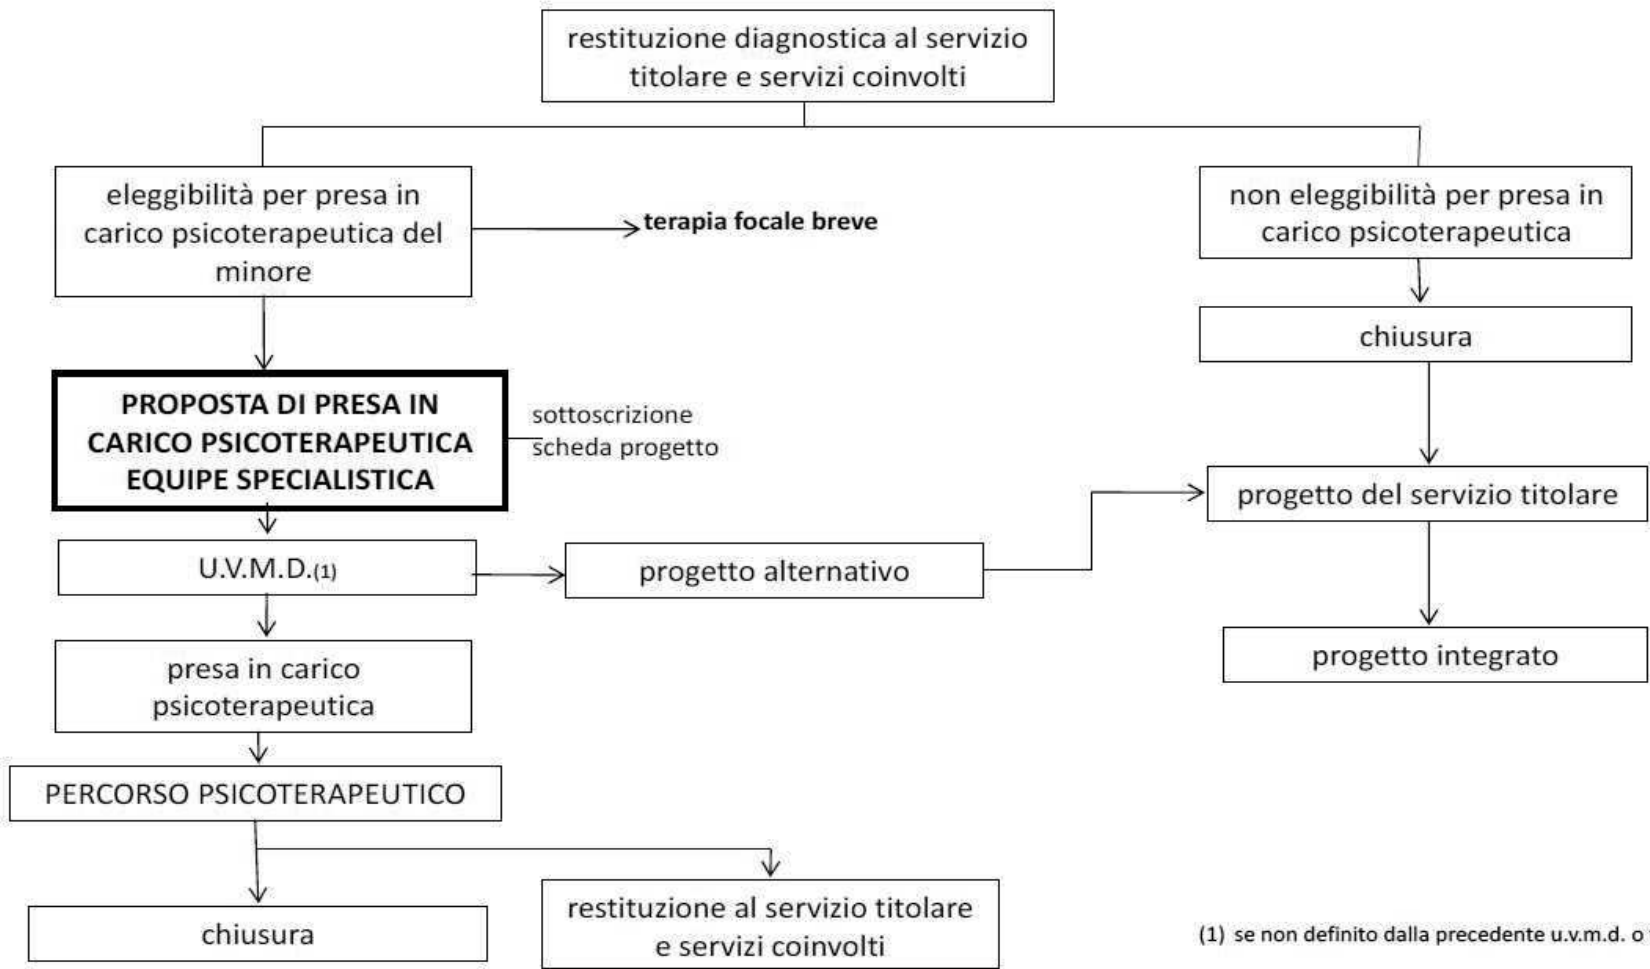 restituzione diagnostica al servizio
titolare e servizi coinvolti
eleggibilità per presa in
carico psicoterapeutica del
minore
terapia focale breve
non eleggibilità per presa in
carico psicoterapeutica
chiusura
PROPOSTA DI PRESA IN
CARICO PSICOTERAPEUTICA
EQUIPE SPECIALISTICA
sottoscrizione
scheda progetto
progetto del servizio titolare
U.V.M.D.(1)
progetto alternativo
progetto integrato
presa in carico
psicoterapeutica
PERCORSO PSICOTERAPEUTICO
chiusura
restituzione al servizio titolare
e servizi coinvolti
(1) se non definito dalla precedente u.v.m.d. o